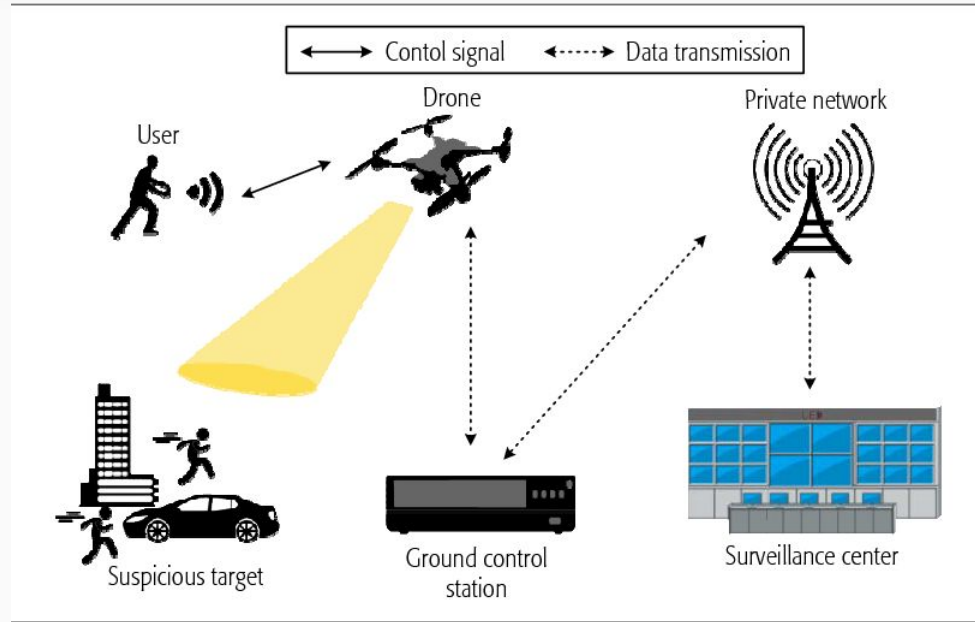 Contol signal Data transmission
Drone
Private network
User
Suspicious target
Ground control
station
Surveillance center